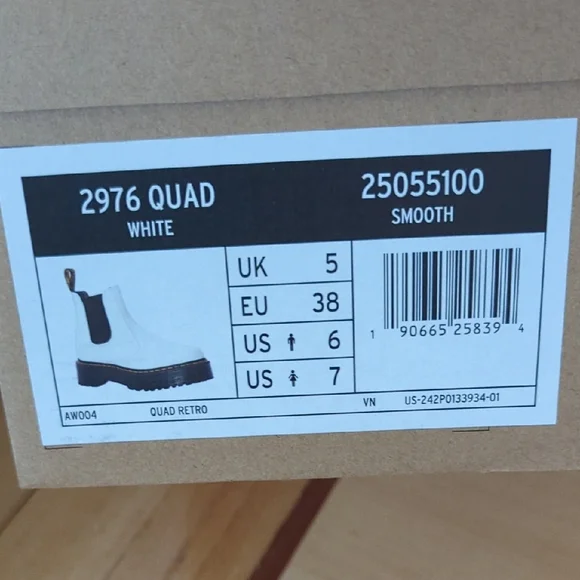 2976 QUAD
WHITE
25055100
SMOOTH
UK 5
EU 38
US 6
US 7
1 90665 25839 4
AW004 QUAD RETRO VN US-242P0133934-01